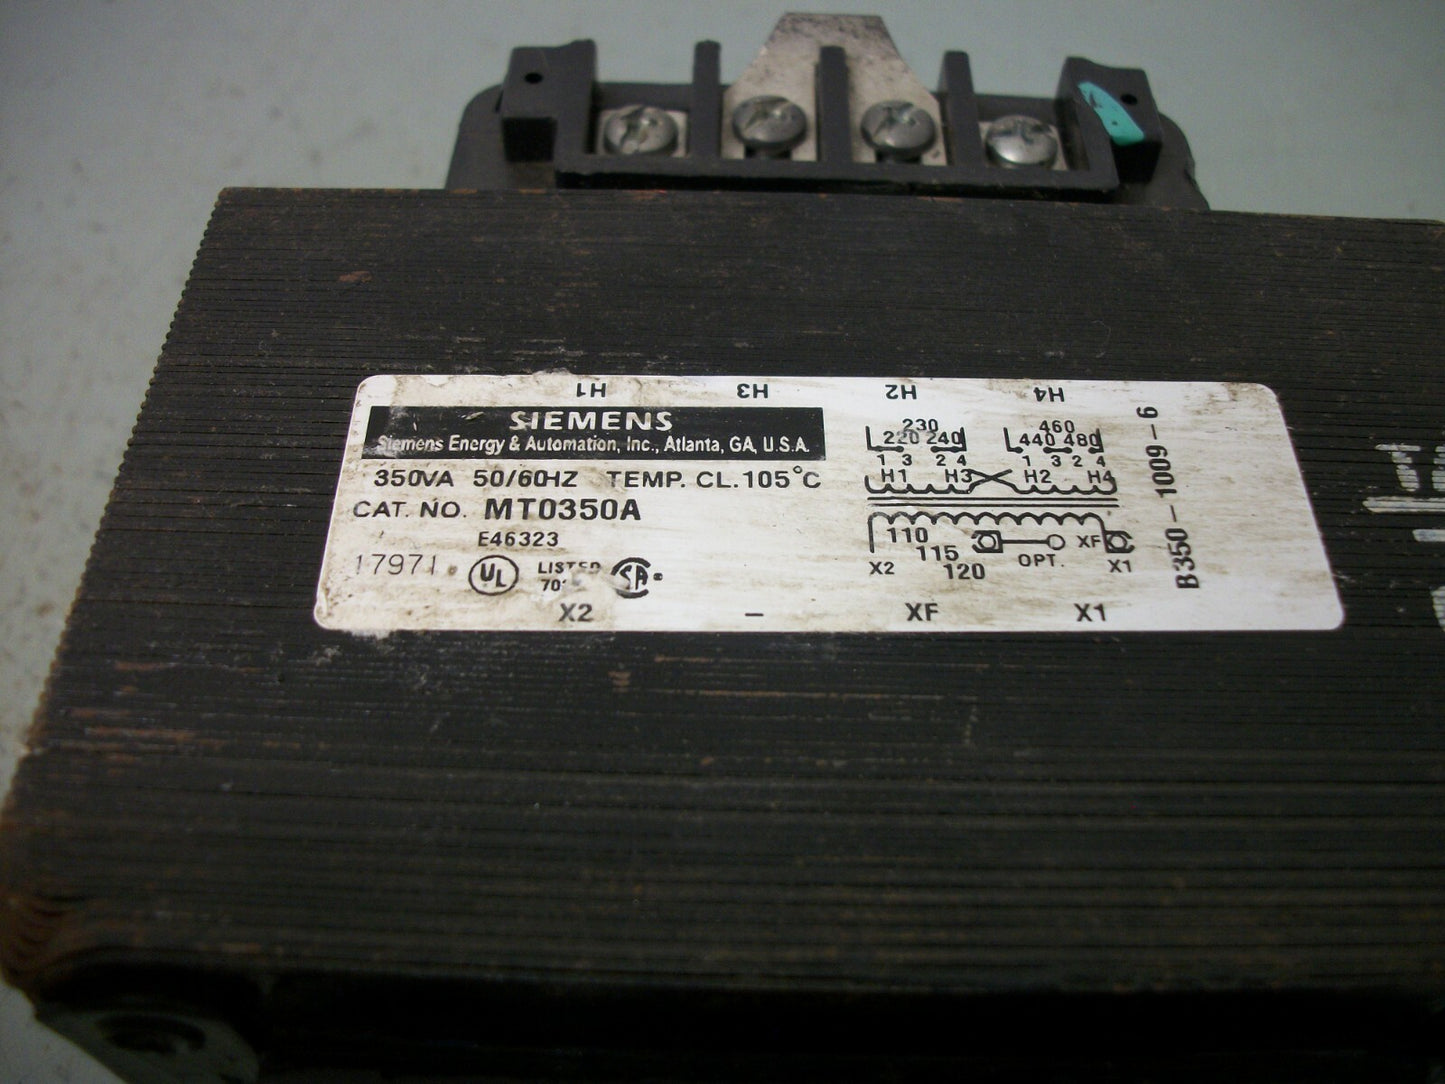 H1 H3 H2 H4
SIEMENS
Siemens Energy & Automation, Inc., Atlanta, GA, U.S.A.
350VA 50/60HZ TEMP. CL. 105°C
CAT. NO. MT0350A
E46323
17971
UL
SA
230
220 240
1 3 2 4
460
440 480
1 3 2 4
H1 H3 H2 H4
110
115
120
X2
OPT.
XF
X1
B350-1009-6
X2 - XF X1